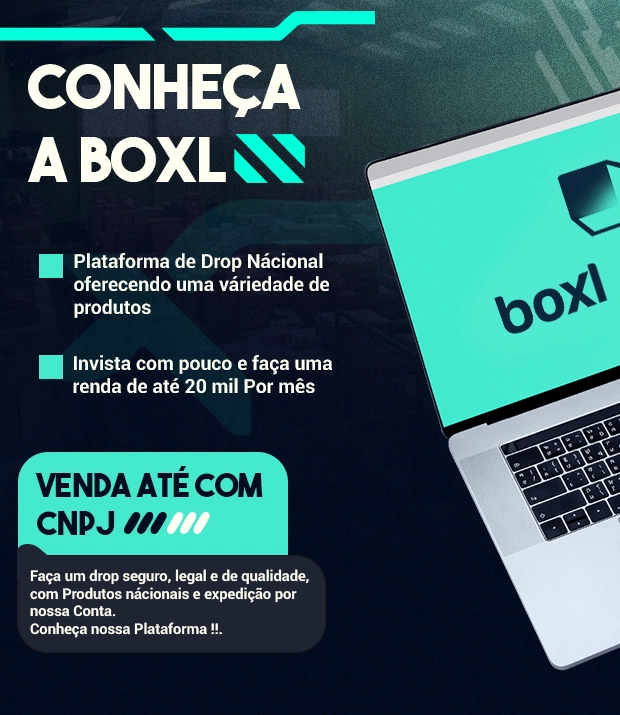 CONHEÇA
A BOXL
Plataforma de Drop Nácional
oferecendo uma váriedade de
produtos
Invista com pouco e faça uma
renda de até 20 mil Por mês
boxl
VENDA ATÉ COM
CNPJ
Faça um drop seguro, legal e de qualidade,
com Produtos nácionais e expedição por
nossa Conta.
Conheça nossa Plataforma !!.